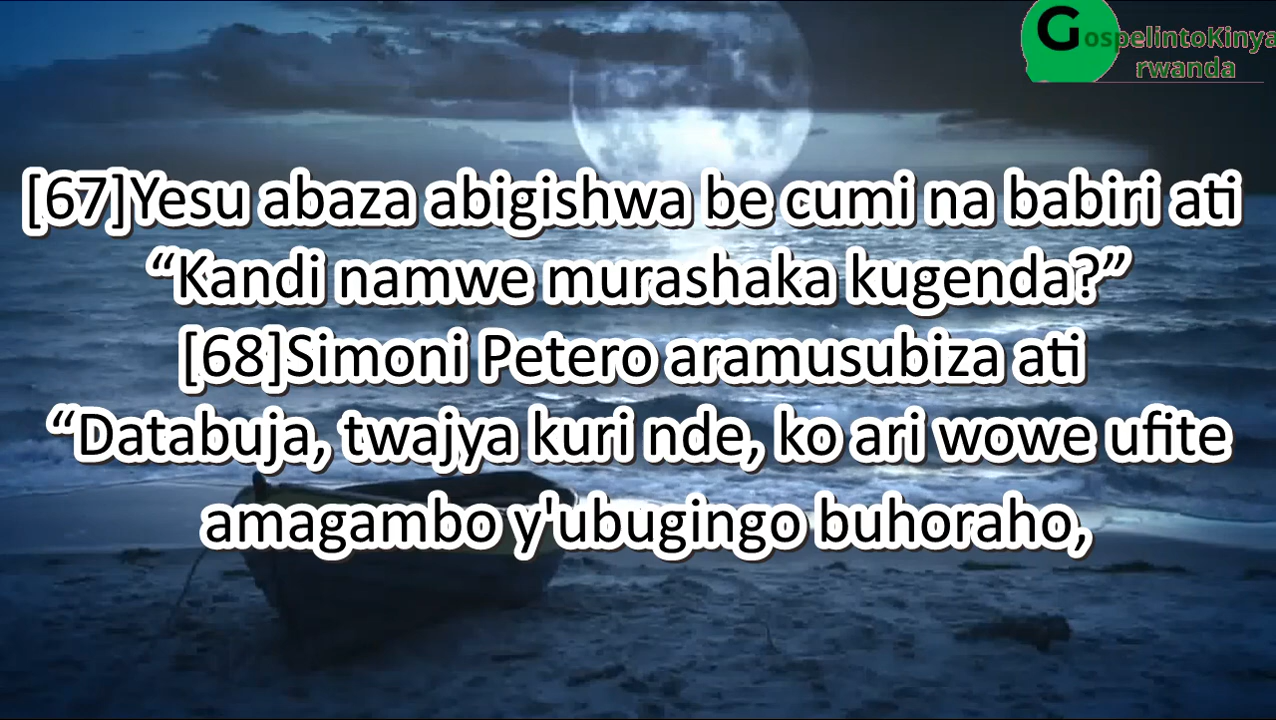 GospelintoKinya
rwanda
[67]Yesu abaza abigishwa be cumi na babiri ati
“Kandi namwe murashaka kugenda?”
[68]Simoni Petero aramusubiza ati
“Databuja, twajya kuri nde, ko ari wowe ufite
amagambo y'ubugingo buhoraho,